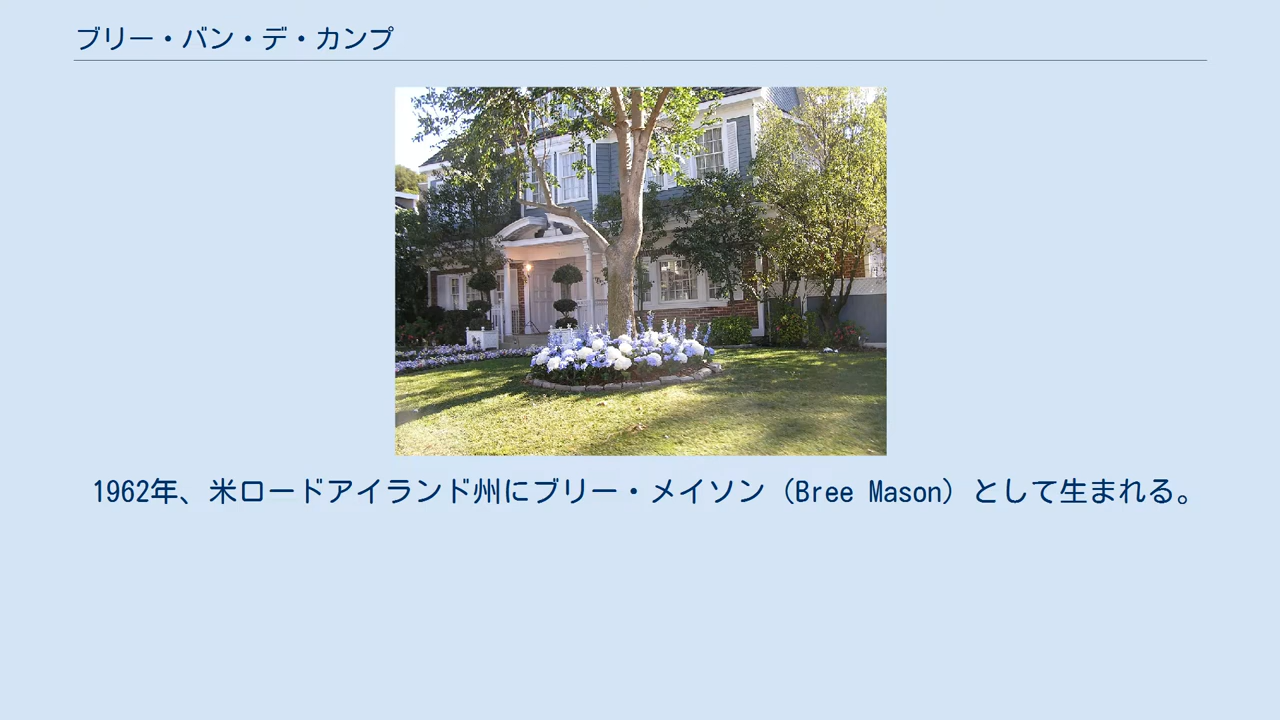 ブリー・バン・デ・カンプ
1962年、米ロードアイランド州にブリー・メイソン（Bree Mason）として生まれる。